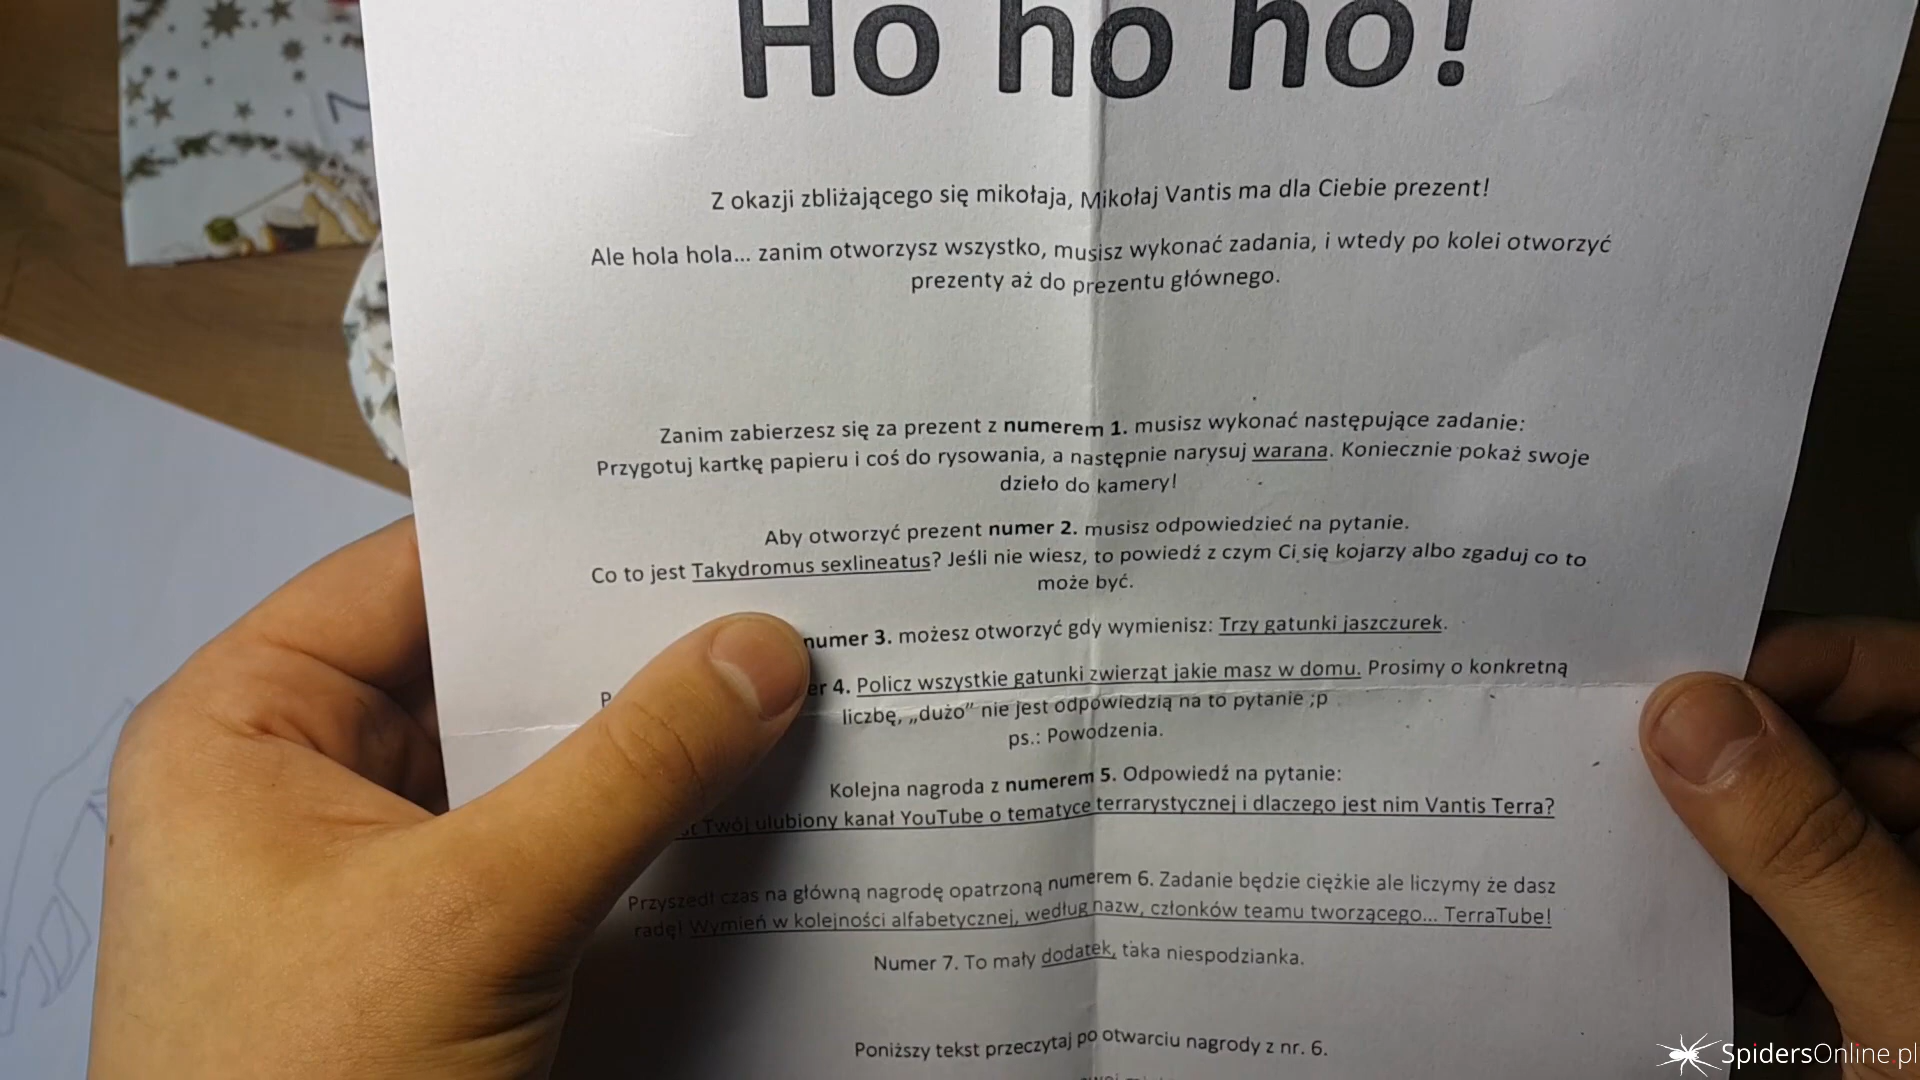 Ho ho ho!
Z okazji zbliżającego się mikołaja, Mikołaj Vantis ma dla Ciebie prezent!
Ale hola hola... zanim otworzysz wszystko, musisz wykonać zadania, i wtedy po kolei otworzyć
prezenty aż do prezentu głównego.
Zanim zabierzesz się za prezent z numerem 1. musisz wykonać następujące zadanie:
Przygotuj kartkę papieru i coś do rysowania, a następnie narysuj warana. Koniecznie pokaż swoje
dzieło do kamery!
Aby otworzyć prezent numer 2. musisz odpowiedzieć na pytanie.
Co to jest Takydromus sexlineatus? Jeśli nie wiesz, to powiedź z czym Ci się kojarzy albo zgaduj co to
może być.
numer 3. możesz otworzyć gdy wymienisz: Trzy gatunki jaszczurek.
4. Policz wszystkie gatunki zwierząt jakie masz w domu. Prosimy o konkretną
liczbę, „dużo” nie jest odpowiedzią na to pytanie ;p
ps.: Powodzenia.
Kolejna nagroda z numerem 5. Odpowiedź na pytanie:
Twój ulubiony kanał YouTube o tematyce terrarystycznej i dlaczego jest nim Vantis Terra?
Przyszedł czas na główną nagrodę opatrzoną numerem 6. Zadanie będzie ciężkie ale liczymy że dasz
radę! Wymień w kolejności alfabetycznej, według nazw, członków teamu tworzącego... TerraTube!
Numer 7. To mały dodatek, taka niespodzianka.
Poniższy tekst przeczytaj po otwarciu nagrody z nr. 6.
SpidersOnline.pl